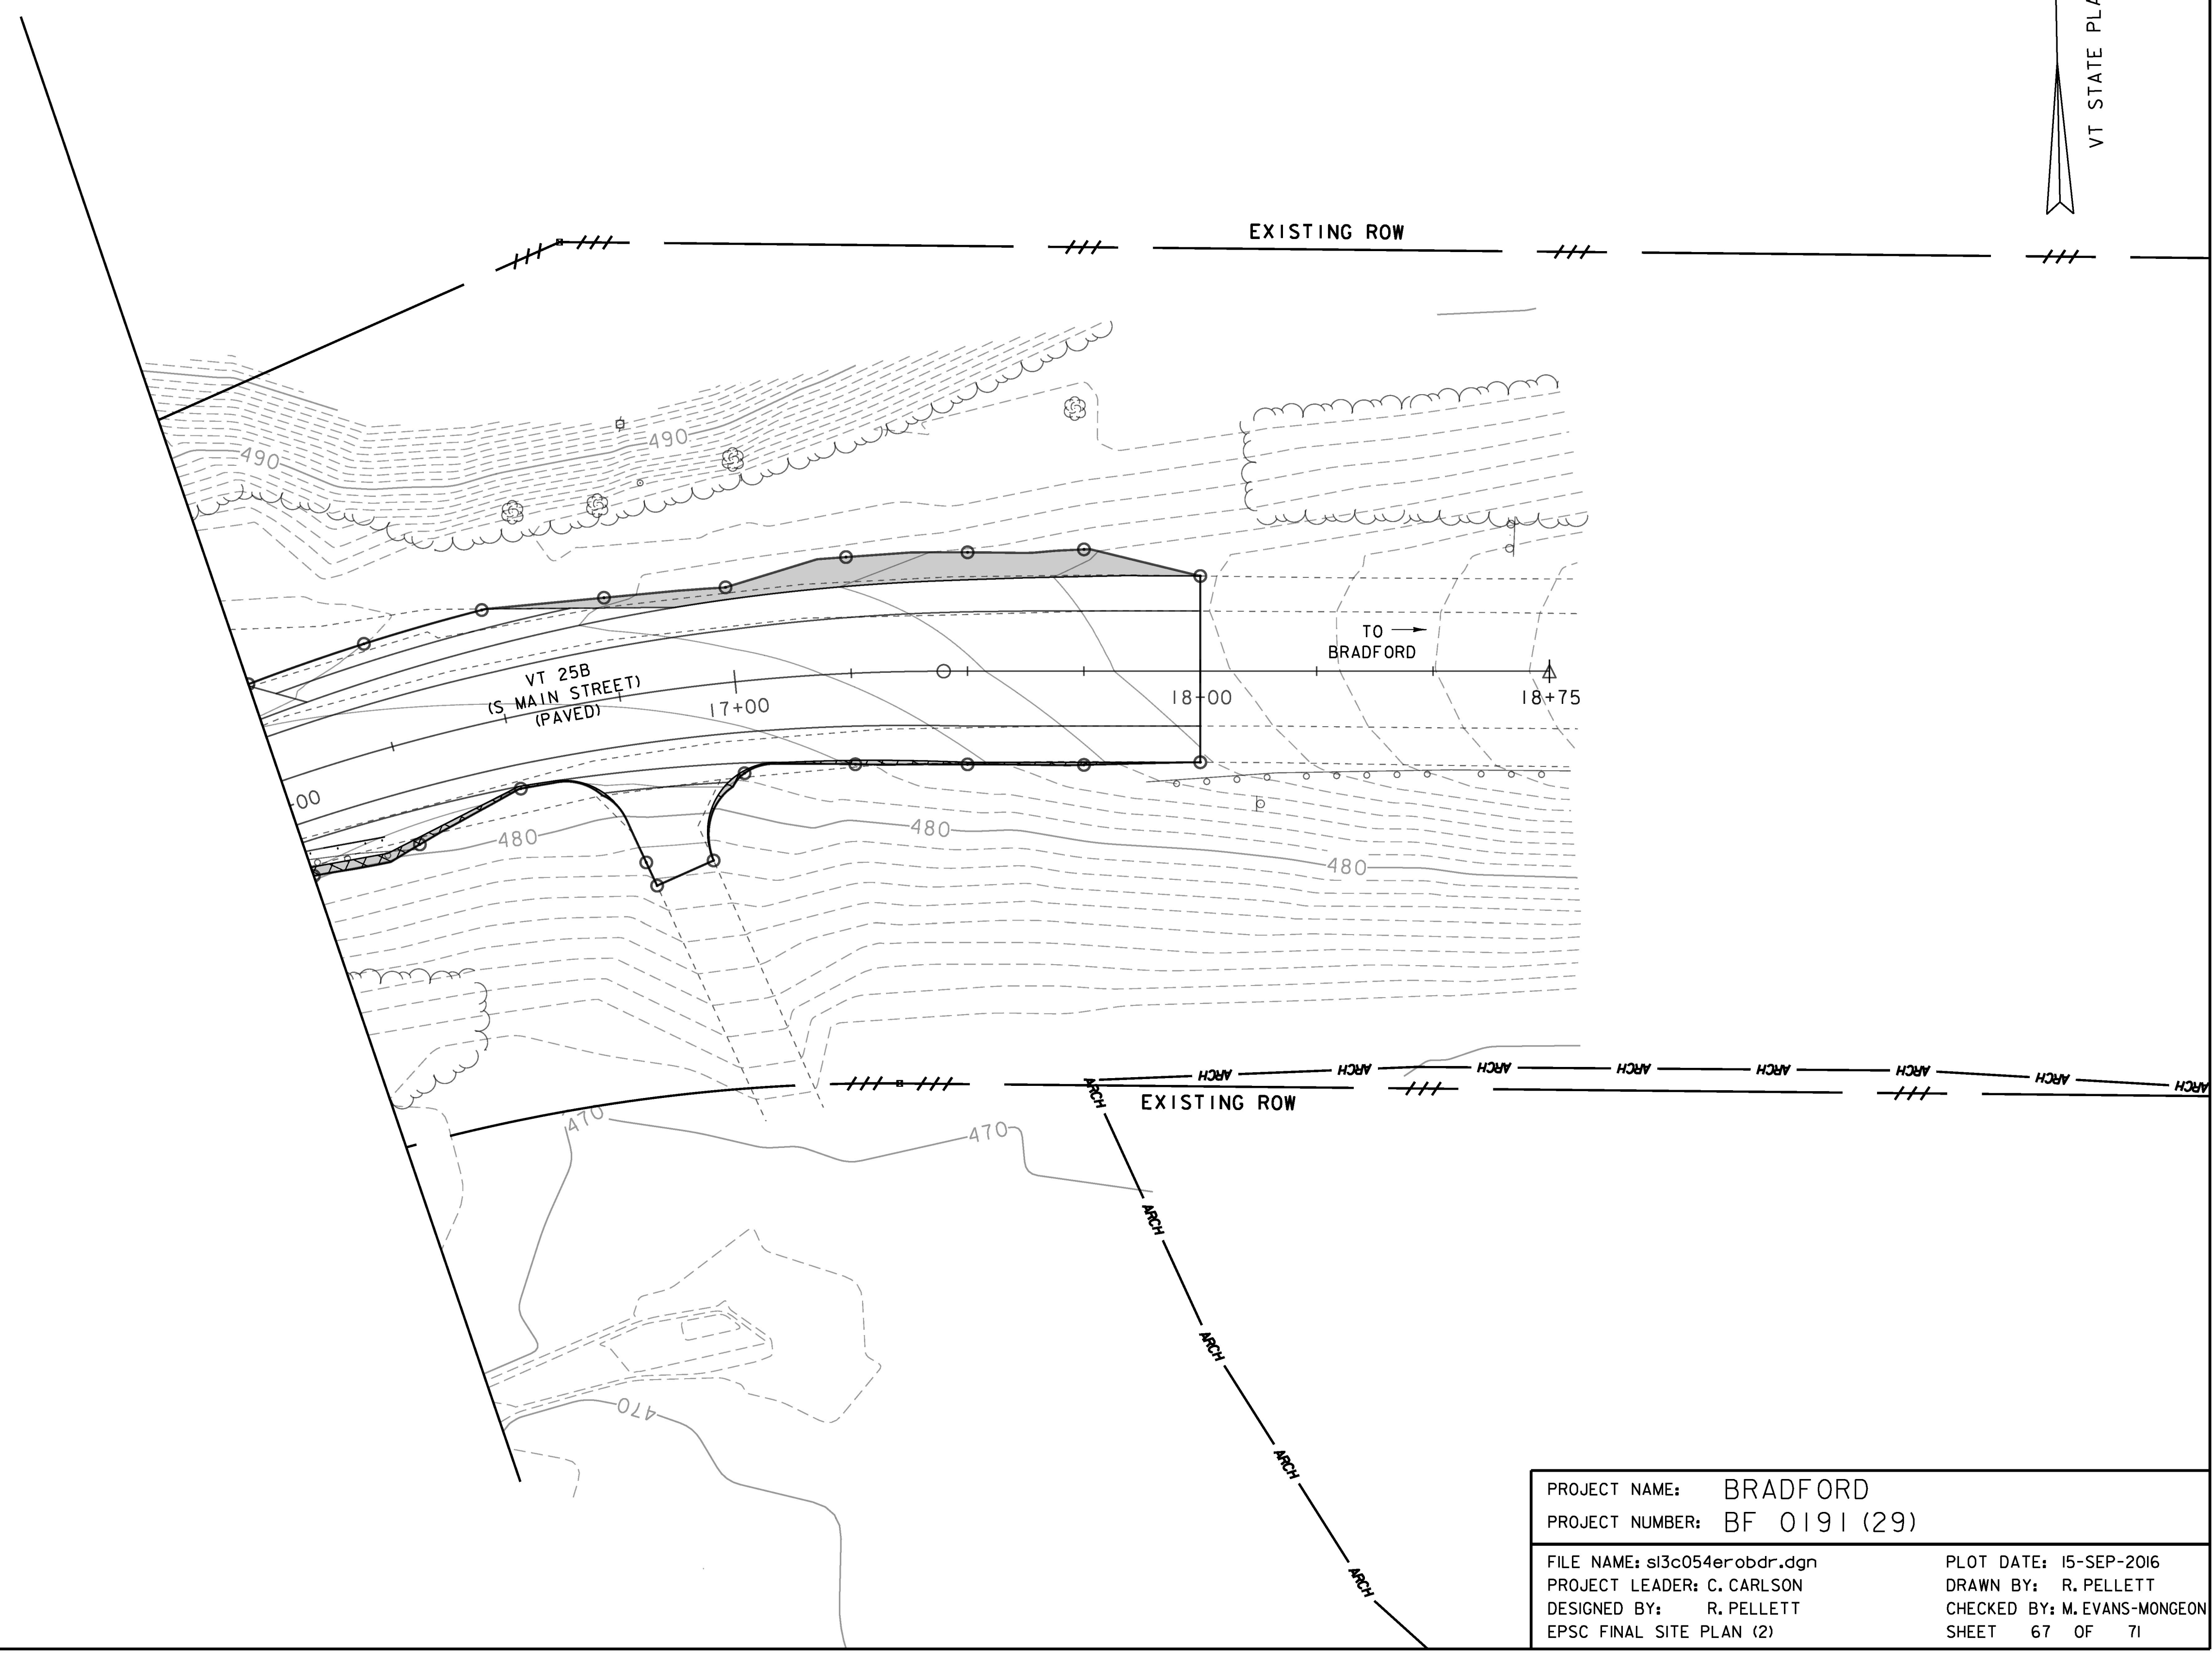 VT STATE PLA
EXISTING ROW
490
490
TO
BRADFORD
VT 25B
(S MAIN STREET)
(PAVED)
17+00
18+00
18+75
00
480
480
480
ARCH ARCH ARCH ARCH ARCH ARCH ARCH ARCH
ARCH
EXISTING ROW
470
470
ARCH
ARCH
470
ARCH
ARCH
PROJECT NAME: BRADFORD
PROJECT NUMBER: BF 0191(29)
FILE NAME: s13c054erobdr.dgn PLOT DATE: 15-SEP-2016
PROJECT LEADER: C. CARLSON DRAWN BY: R. PELLETT
DESIGNED BY: R. PELLETT CHECKED BY: M. EVANS-MONGEON
EPSC FINAL SITE PLAN (2) SHEET 67 OF 71